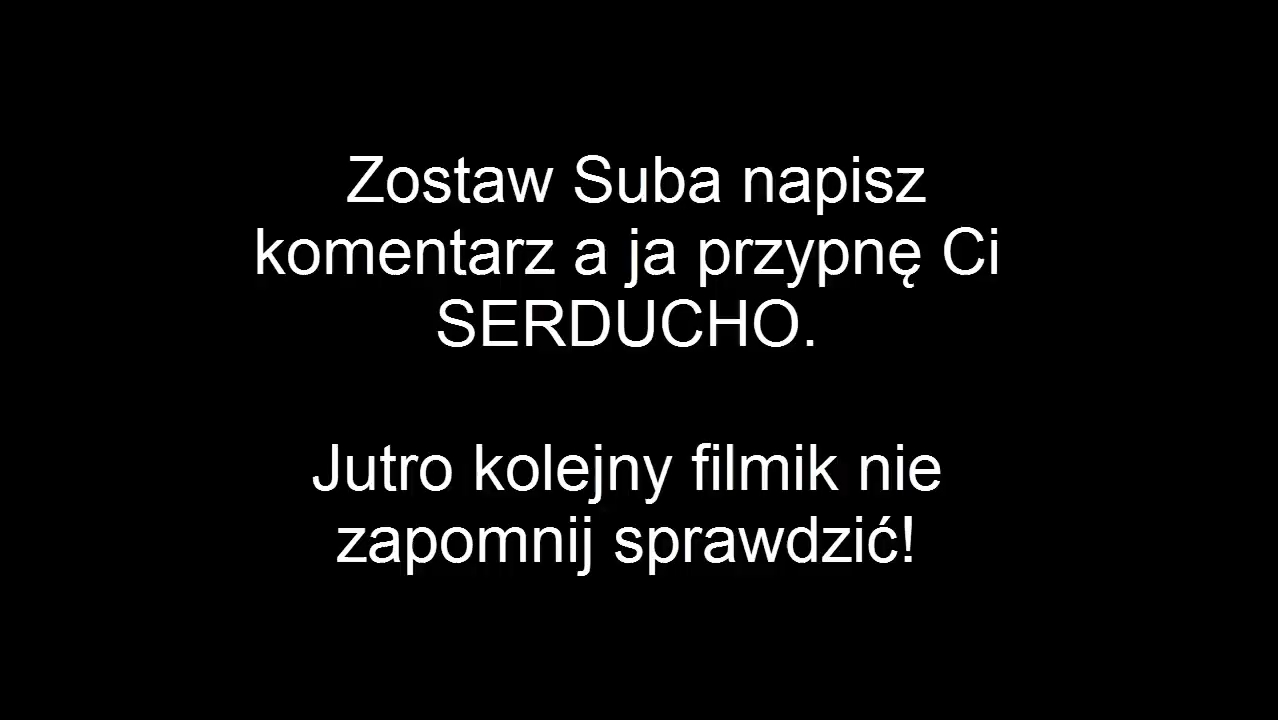 Zostaw Suba napisz
komentarz a ja przypnę Ci
SERDUCHO.
Jutro kolejny filmik nie
zapomnij sprawdzić!